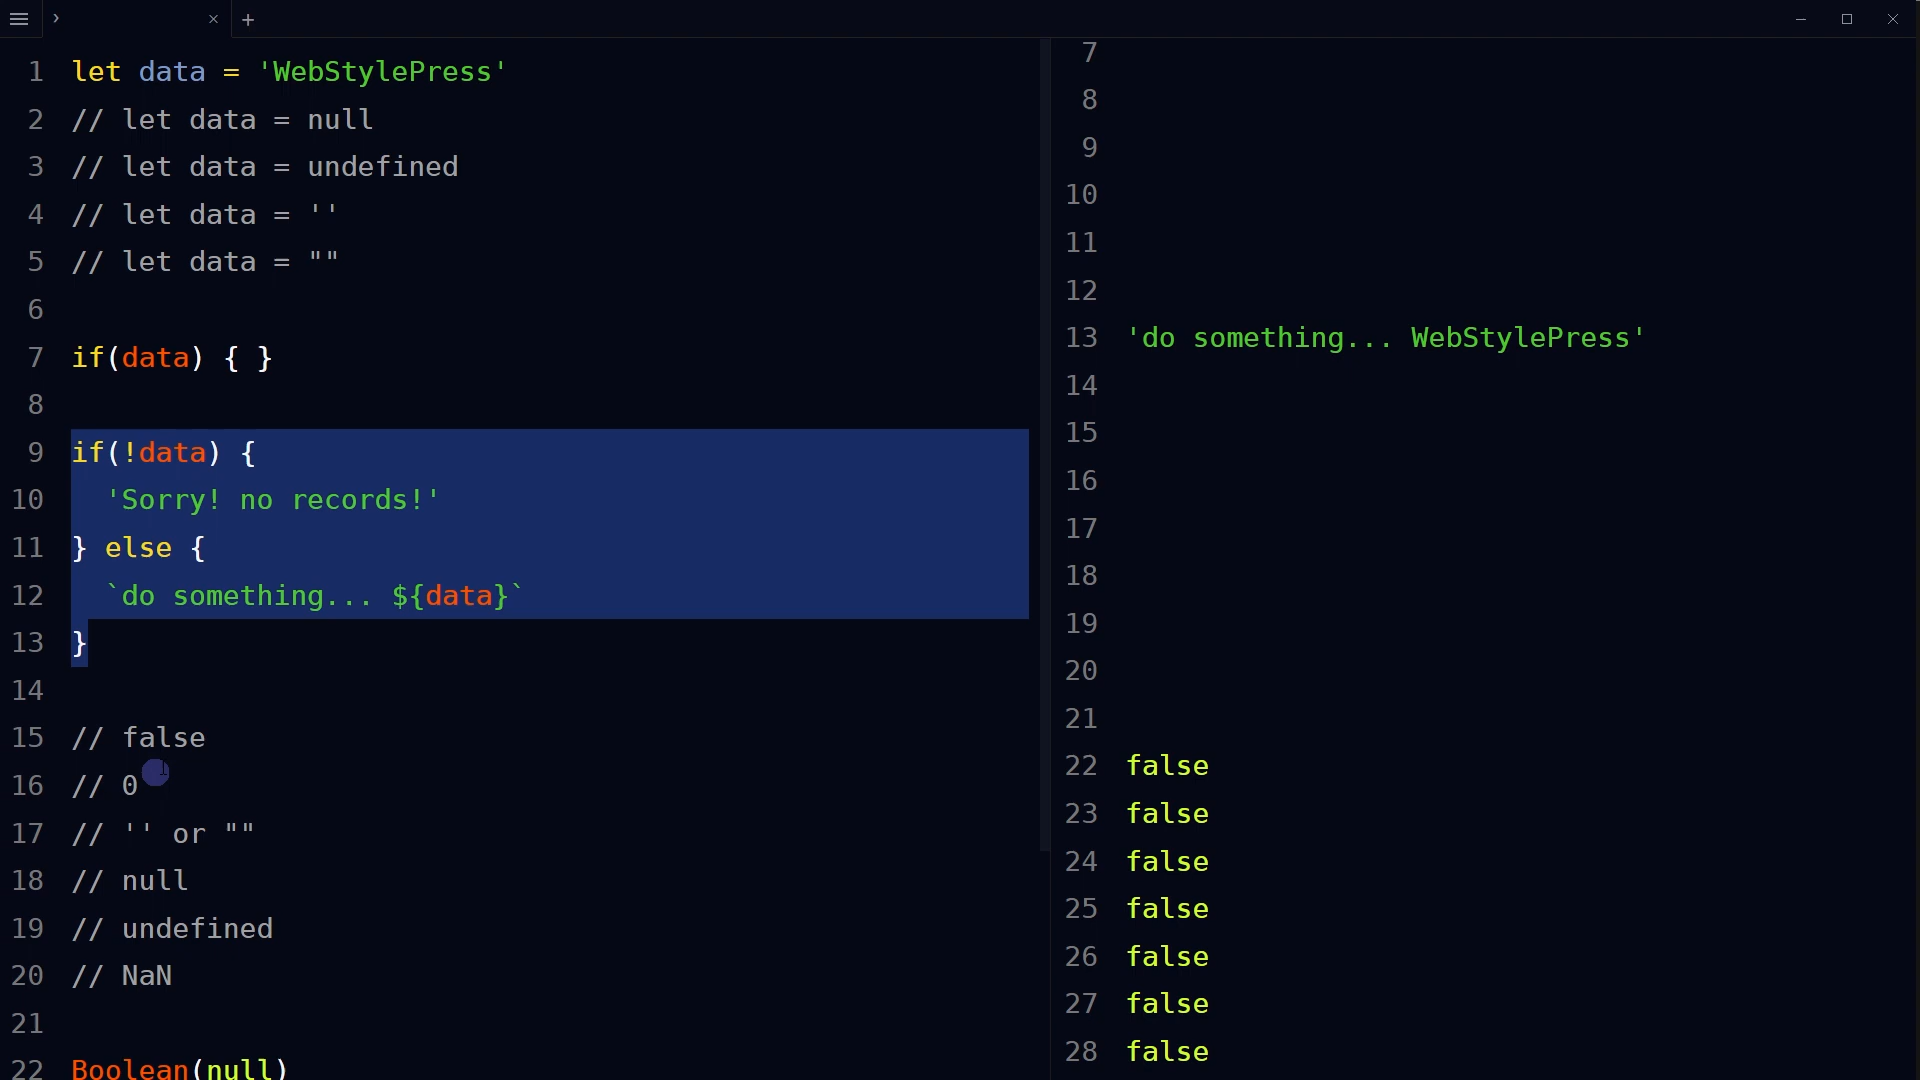 1 let data = 'WebStylePress'
2 // let data = null
3 // let data = undefined
4 // let data = ''
5 // let data = ""
6
7 if(data) { }
8
9 if(!data) {
10   'Sorry! no records!'
11 } else {
12   `do something... ${data}`
13 }
14
15 // false
16 // 0
17 // '' or ""
18 // null
19 // undefined
20 // NaN
21
22 Boolean(null)
7
8
9
10
11
12
13 'do something... WebStylePress'
14
15
16
17
18
19
20
21
22 false
23 false
24 false
25 false
26 false
27 false
28 false